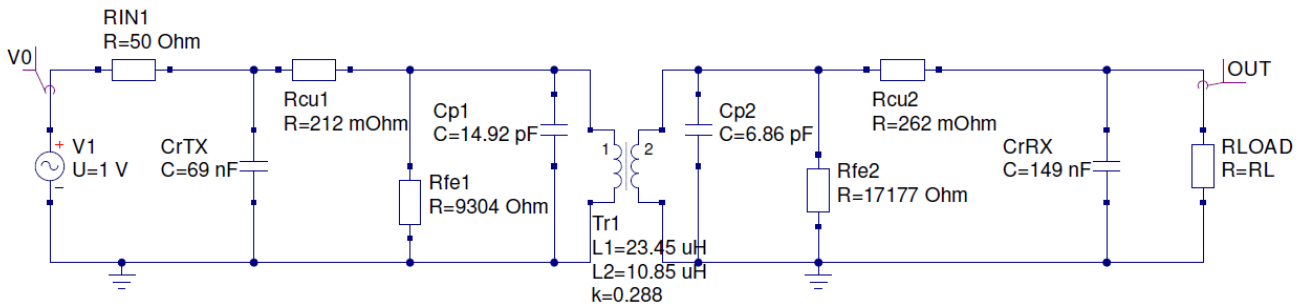 RIN1
R=50 Ohm
V0
OUT
Rcu1
R=212 mOhm
Cp1
C=14.92 pF
Cp2
C=6.86 pF
Rcu2
R=262 mOhm
+
V1
U=1 V
−
CrTX
C=69 nF
Rfe1
R=9304 Ohm
1
2
Tr1
L1=23.45 uH
L2=10.85 uH
k=0.288
Rfe2
R=17177 Ohm
CrRX
C=149 nF
RLOAD
R=RL